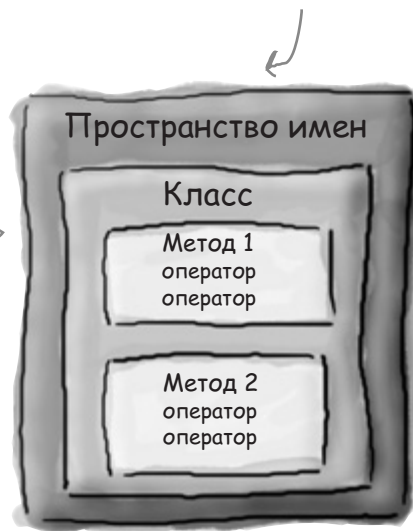 Пространство имен
Класс
Метод 1
оператор
оператор
Метод 2
оператор
оператор